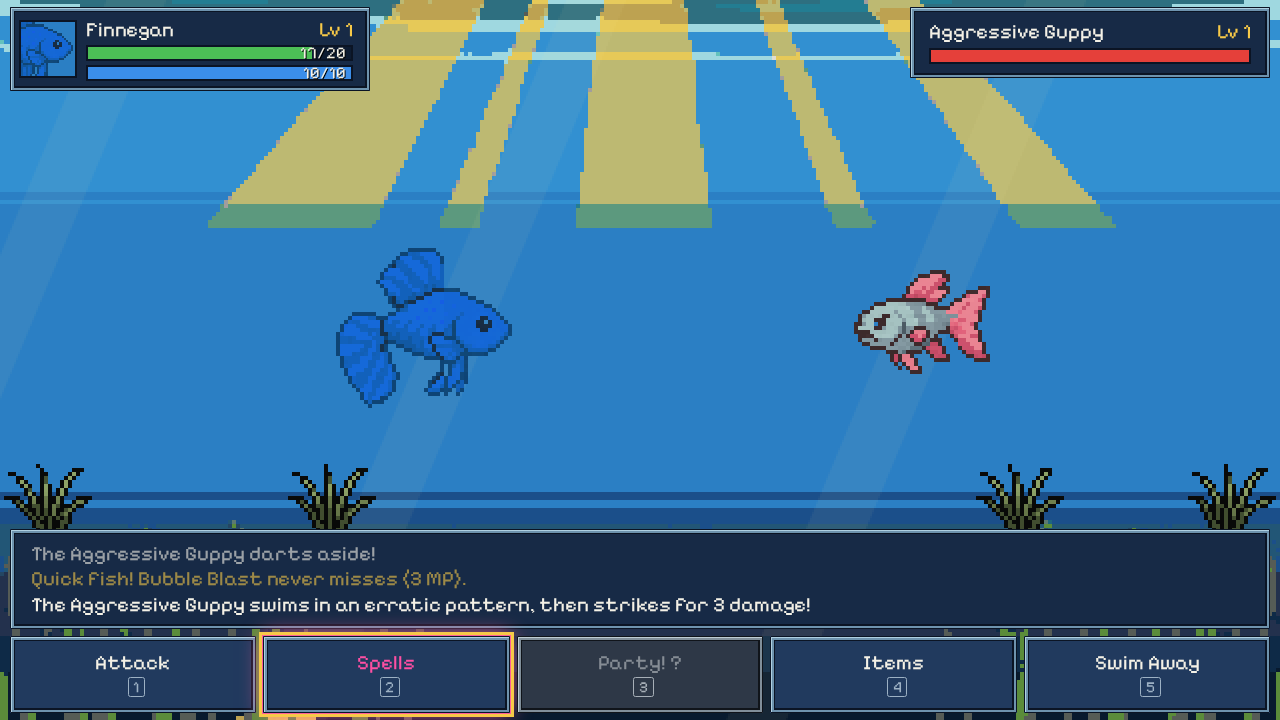 Finnegan Lv 1
17/20
10/10
Aggressive Guppy Lv 1
The Aggressive Guppy darts aside!
Quick fish! Bubble Blast never misses (3 MP).
The Aggressive Guppy swims in an erratic pattern, then strikes for 3 damage!
Attack
1
Spells
2
Party!?
3
Items
4
Swim Away
5